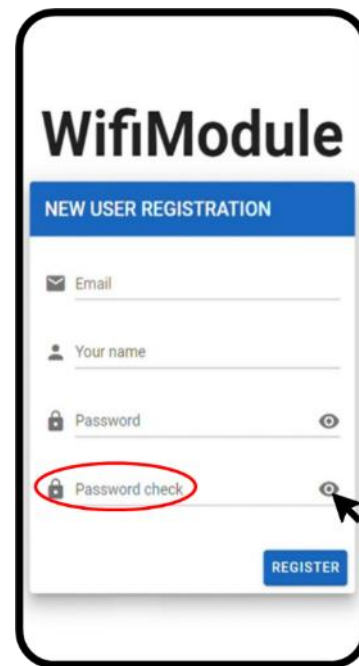 WifiModule
NEW USER REGISTRATION
Email
Your name
Password
Password check
REGISTER